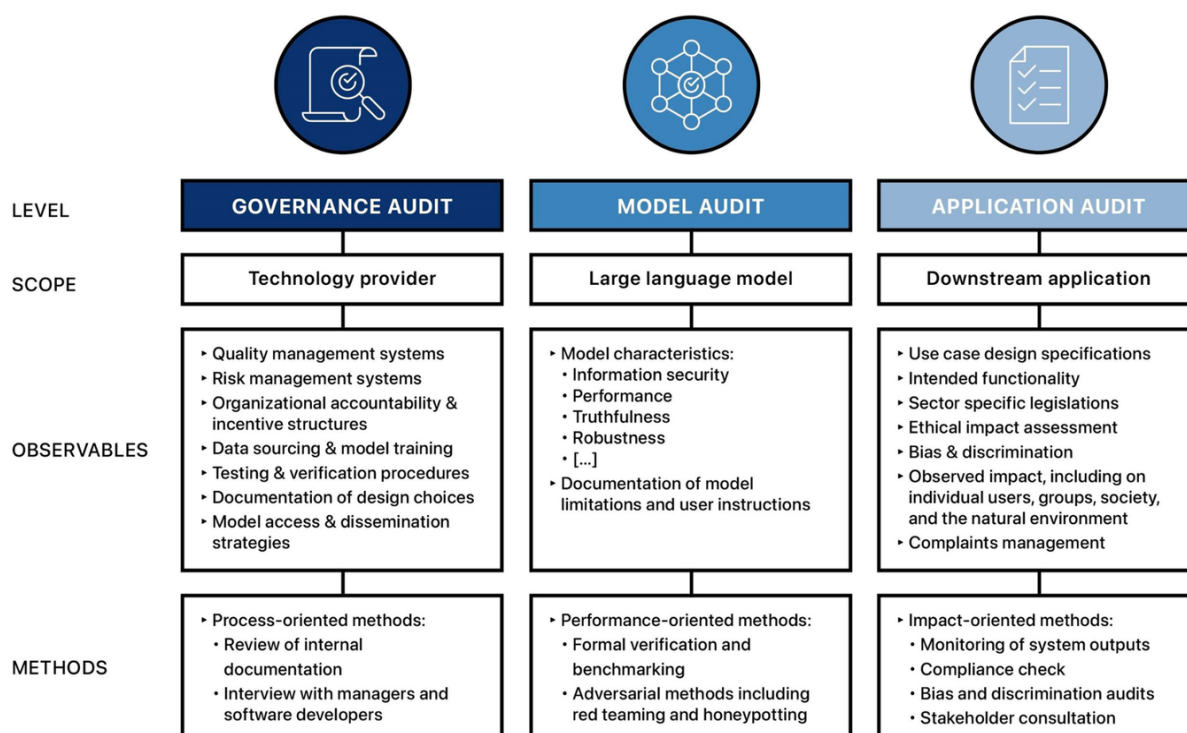 LEVEL
GOVERNANCE AUDIT
MODEL AUDIT
APPLICATION AUDIT
SCOPE
Technology provider
Large language model
Downstream application
OBSERVABLES
‣ Quality management systems
‣ Risk management systems
‣ Organizational accountability &
incentive structures
‣ Data sourcing & model training
‣ Testing & verification procedures
‣ Documentation of design choices
‣ Model access & dissemination
strategies
‣ Model characteristics:
• Information security
• Performance
• Truthfulness
• Robustness
• [...]
‣ Documentation of model
limitations and user instructions
‣ Use case design specifications
‣ Intended functionality
‣ Sector specific legislations
‣ Ethical impact assessment
‣ Bias & discrimination
‣ Observed impact, including on
individual users, groups, society,
and the natural environment
‣ Complaints management
METHODS
‣ Process-oriented methods:
• Review of internal
documentation
• Interview with managers and
software developers
‣ Performance-oriented methods:
• Formal verification and
benchmarking
• Adversarial methods including
red teaming and honeypotting
‣ Impact-oriented methods:
• Monitoring of system outputs
• Compliance check
• Bias and discrimination audits
• Stakeholder consultation